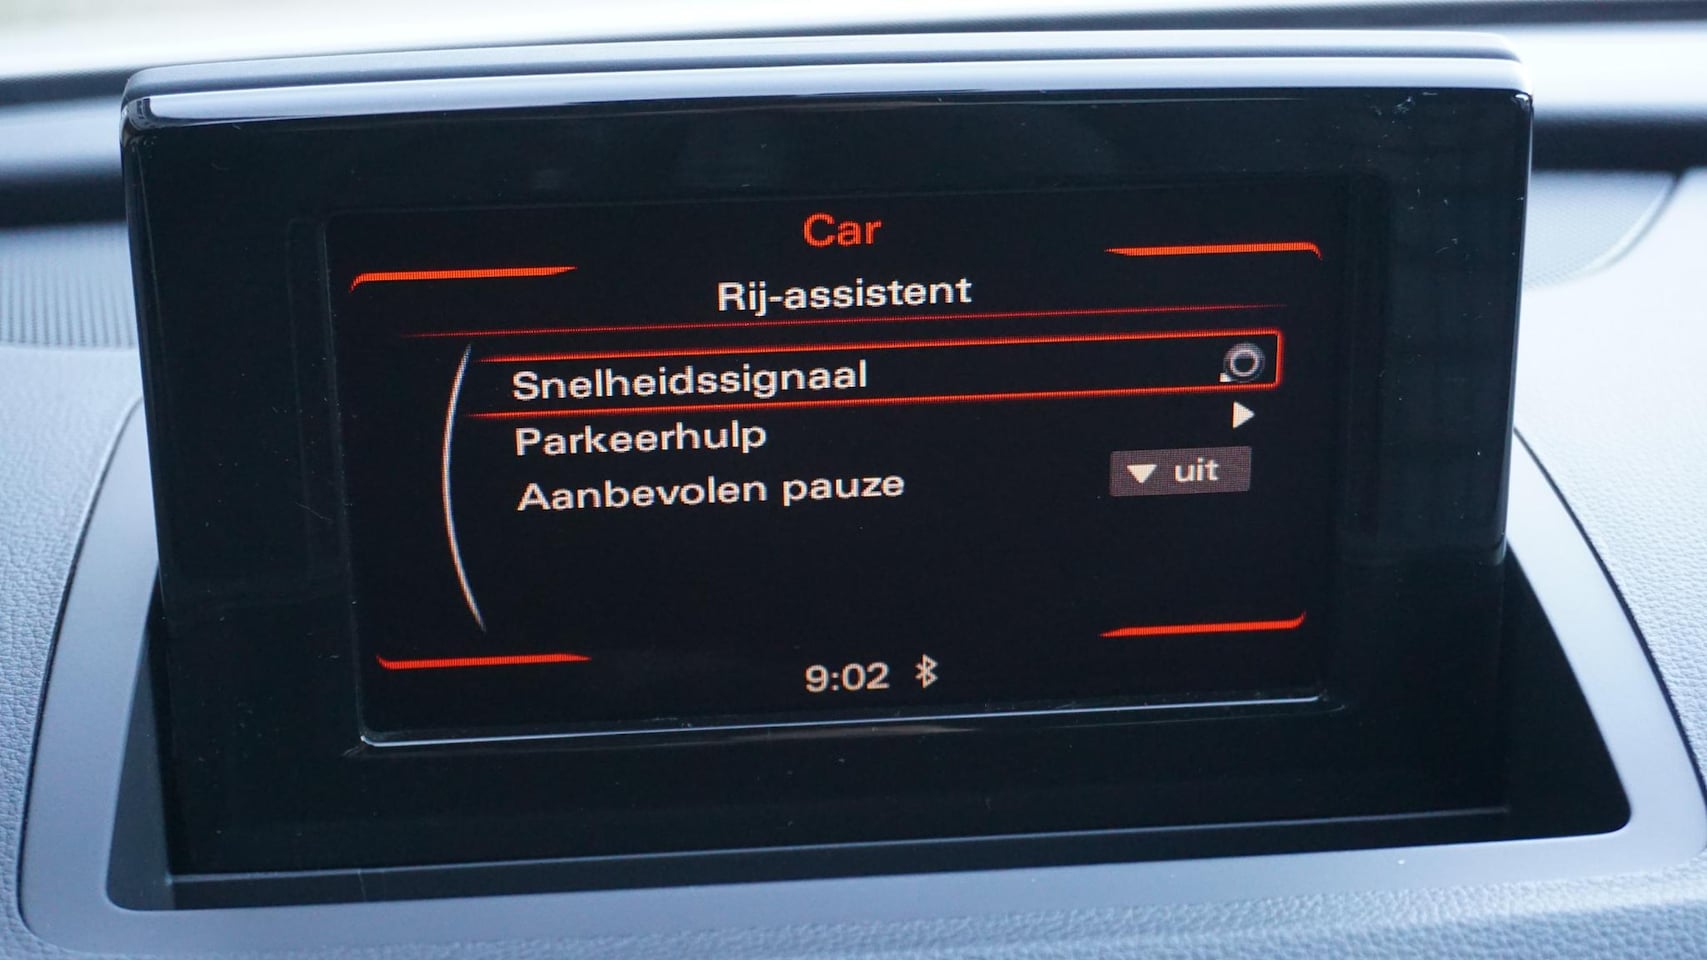 Car
Rij-assistent
Snelheidssignaal
Parkeerhulp
Aanbevolen pauze uit
9:02